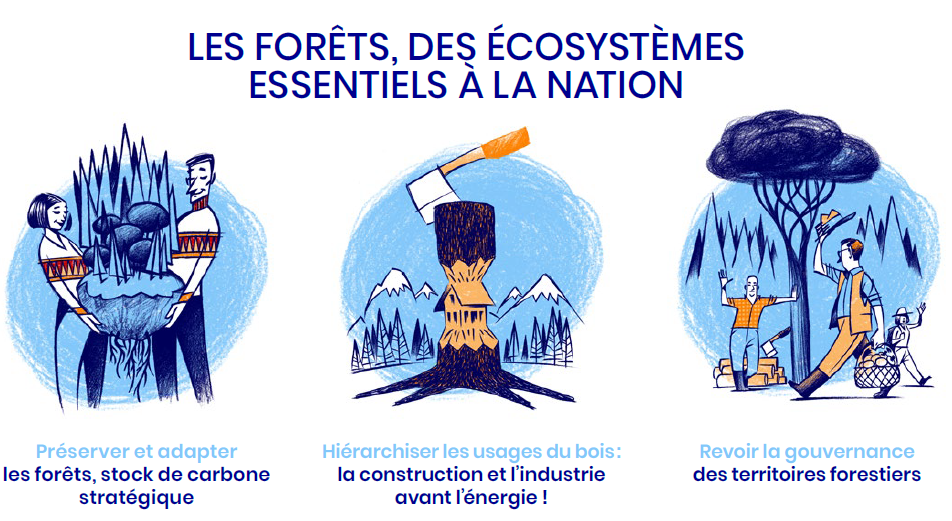 LES FORÊTS, DES ÉCOSYSTÈMES
ESSENTIELS À LA NATION
Préserver et adapter
les forêts, stock de carbone
stratégique
Hiérarchiser les usages du bois :
la construction et l'industrie
avant l'énergie !
Revoir la gouvernance
des territoires forestiers